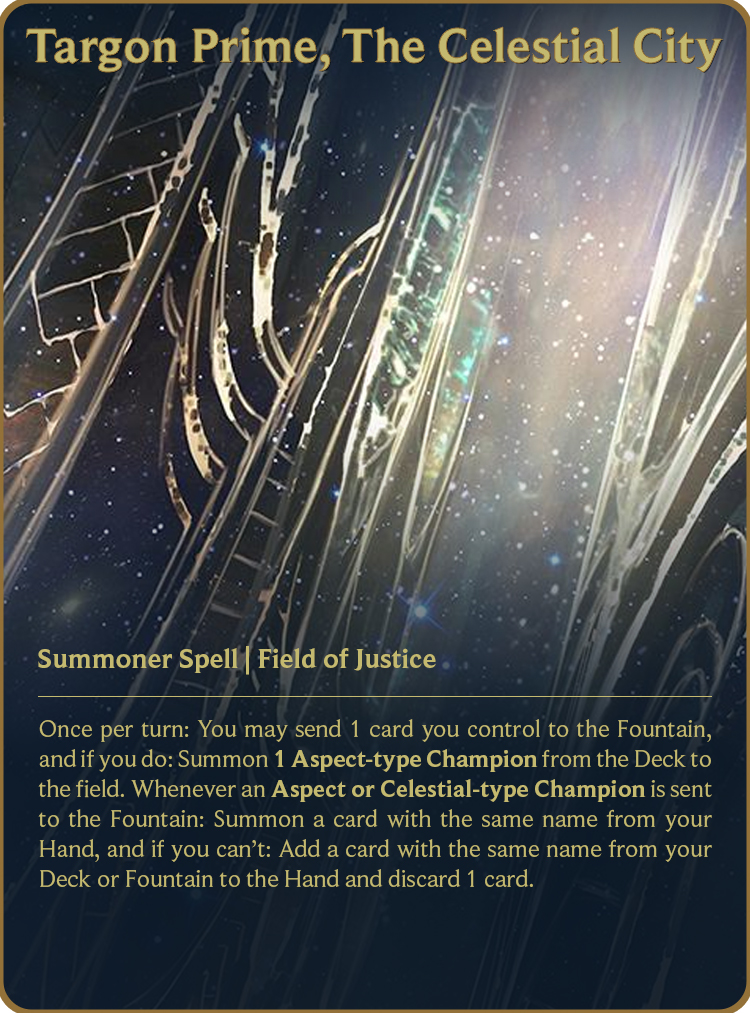 Targon Prime, The Celestial City
Summoner Spell | Field of Justice
Once per turn: You may send 1 card you control to the Fountain,
and if you do: Summon 1 Aspect-type Champion from the Deck to
the field. Whenever an Aspect or Celestial-type Champion is sent
to the Fountain: Summon a card with the same name from your
Hand, and if you can't: Add a card with the same name from your
Deck or Fountain to the Hand and discard 1 card.